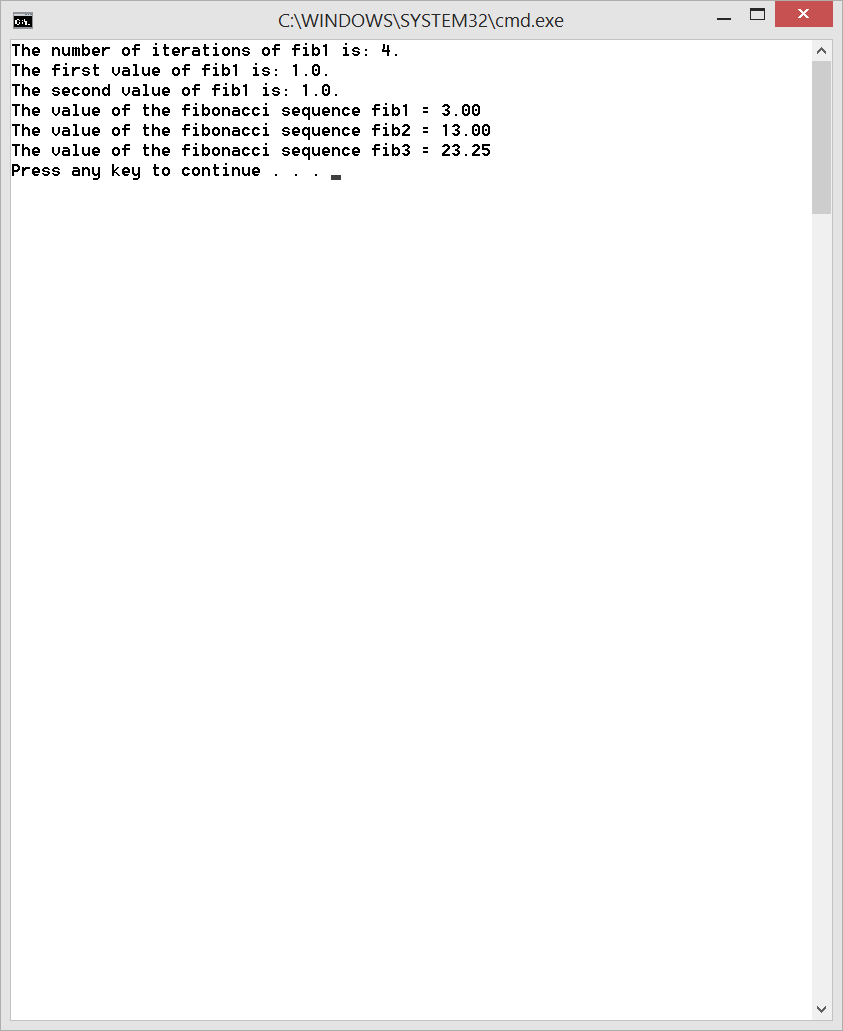 C:\WINDOWS\SYSTEM32\cmd.exe
The number of iterations of fib1 is: 4.
The first value of fib1 is: 1.0.
The second value of fib1 is: 1.0.
The value of the fibonacci sequence fib1 = 3.00
The value of the fibonacci sequence fib2 = 13.00
The value of the fibonacci sequence fib3 = 23.25
Press any key to continue . . .